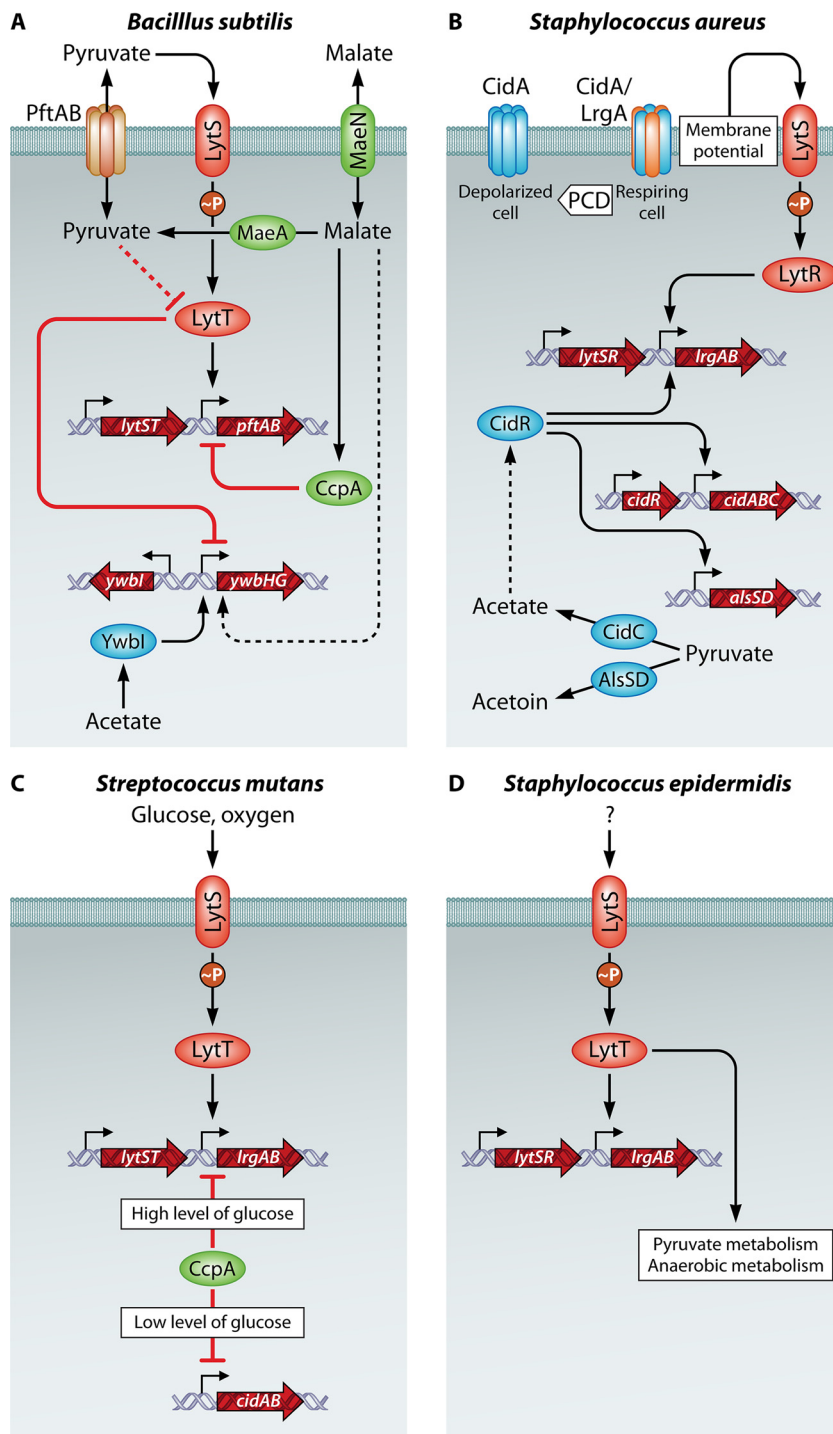 A Bacilllus subtilis
Pyruvate
Malate
PftAB
LytS
MaeN
~P
Pyruvate
MaeA
Malate
LytT
lytST
pftAB
CcpA
ywbI
ywbHG
YwbI
Acetate
B Staphylococcus aureus
CidA
CidA/
LrgA
Membrane
potential
LytS
Depolarized
cell
PCD
Respiring
cell
~P
LytR
lytSR
lrgAB
CidR
cidR
cidABC
alsSD
Acetate
CidC
Pyruvate
AlsSD
Acetoin
C Streptococcus mutans
Glucose, oxygen
LytS
~P
LytT
lytST
lrgAB
High level of glucose
CcpA
Low level of glucose
cidAB
D Staphylococcus epidermidis
?
LytS
~P
LytT
lytSR
lrgAB
Pyruvate metabolism
Anaerobic metabolism